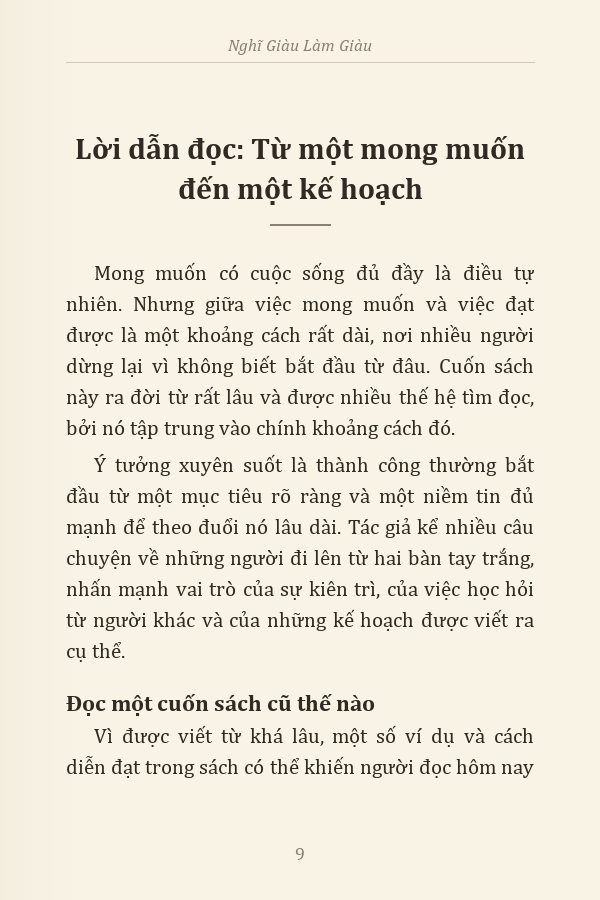 Nghĩ Giàu Làm Giàu
Lời dẫn đọc: Từ một mong muốn
đến một kế hoạch
Mong muốn có cuộc sống đủ đầy là điều tự
nhiên. Nhưng giữa việc mong muốn và việc đạt
được là một khoảng cách rất dài, nơi nhiều người
dừng lại vì không biết bắt đầu từ đâu. Cuốn sách
này ra đời từ rất lâu và được nhiều thế hệ tìm đọc,
bởi nó tập trung vào chính khoảng cách đó.
Ý tưởng xuyên suốt là thành công thường bắt
đầu từ một mục tiêu rõ ràng và một niềm tin đủ
mạnh để theo đuổi nó lâu dài. Tác giả kể nhiều câu
chuyện về những người đi lên từ hai bàn tay trắng,
nhấn mạnh vai trò của sự kiên trì, của việc học hỏi
từ người khác và của những kế hoạch được viết ra
cụ thể.
Đọc một cuốn sách cũ thế nào
Vì được viết từ khá lâu, một số ví dụ và cách
diễn đạt trong sách có thể khiến người đọc hôm nay
9